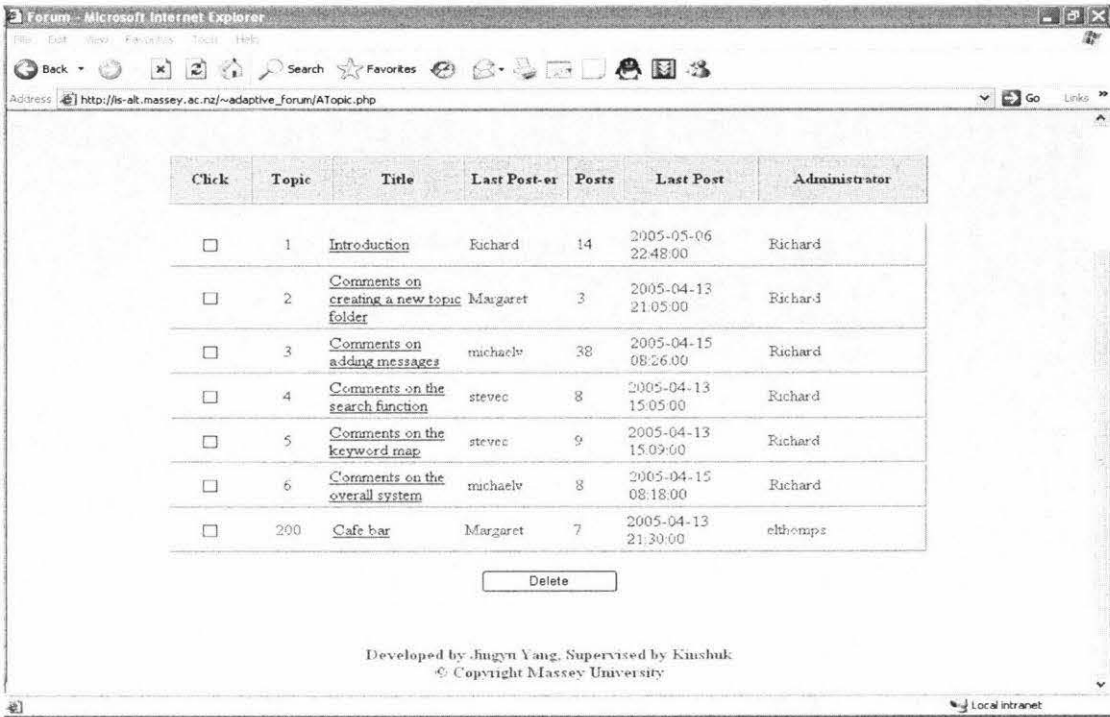 Forum - Microsoft Internet Explorer
File Edit View Favorites Tools Help
Back Search Favorites
Address http://is-alt.massey.ac.nz/~adaptive_forum/ATopic.php Go Links »
Click Topic Title Last Post-er Posts Last Post Administrator
1 Introduction Richard 14 2005-05-06
22:48:00 Richard
2 Comments on
creating a new topic
folder Margaret 3 2005-04-13
21:05:00 Richard
3 Comments on
adding messages michaelv 38 2005-04-15
08:26:00 Richard
4 Comments on the
search function stevec 8 2005-04-13
15:05:00 Richard
5 Comments on the
keyword map stevec 9 2005-04-13
15:09:00 Richard
6 Comments on the
overall system michaelv 8 2005-04-15
08:18:00 Richard
200 Cafe bar Margaret 7 2005-04-13
21:30:00 elthomps
Delete
Developed by Jingyn Yang, Supervised by Kinshuk
© Copyright Massey University
Local intranet